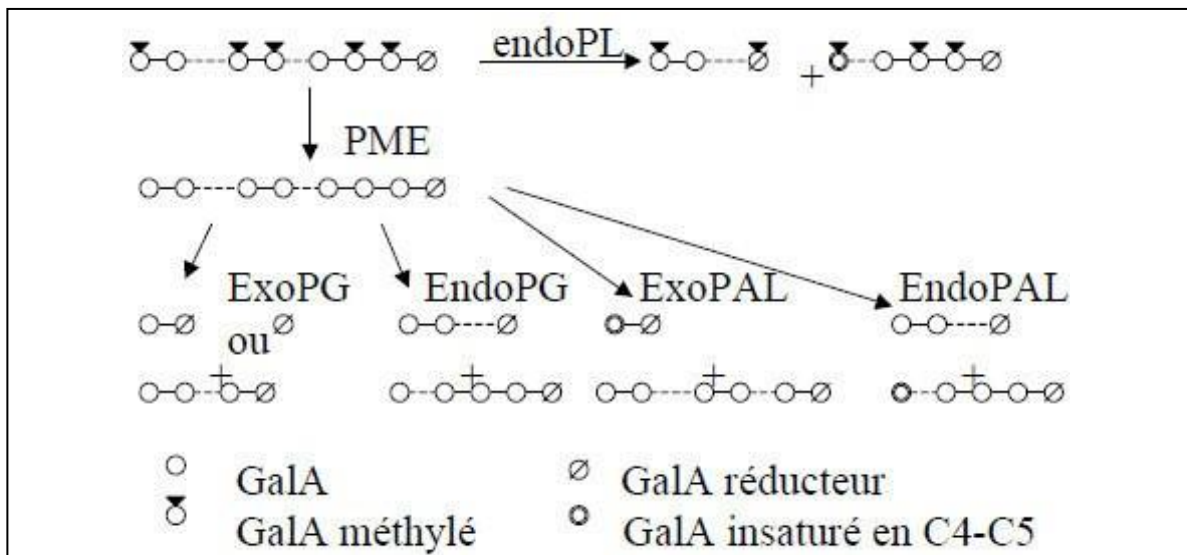 endoPL
+
PME
ExoPG EndoPG ExoPAL EndoPAL
ou
+ + + +
GalA GalA réducteur
GalA méthylé GalA insaturé en C4-C5